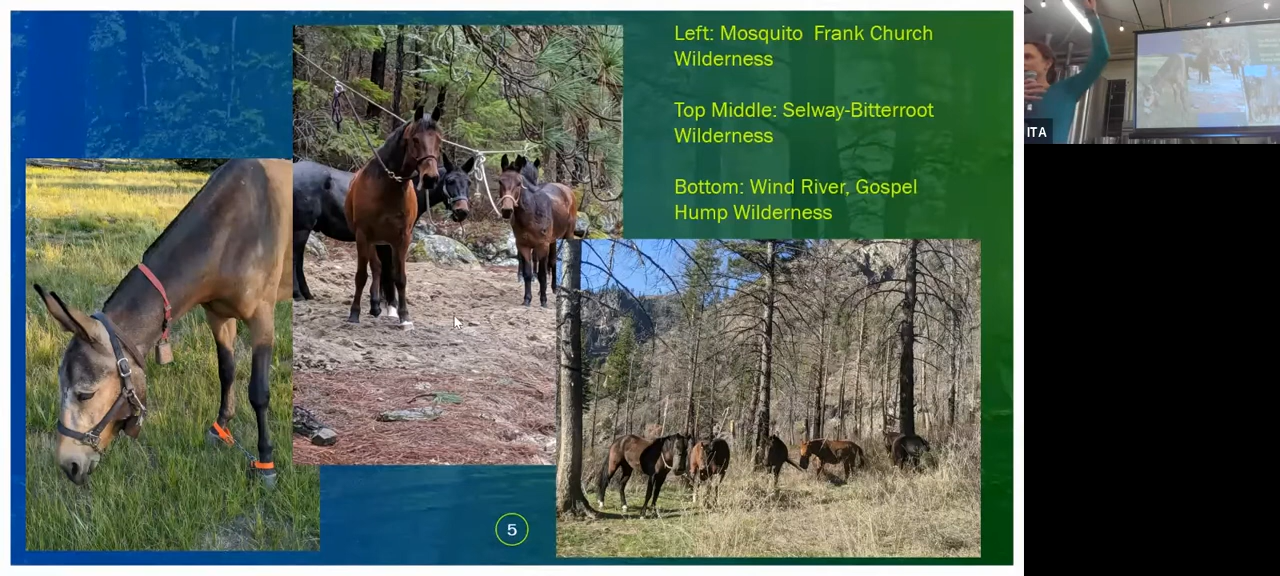 Left: Mosquito Frank Church
Wilderness
Top Middle: Selway-Bitterroot
Wilderness
Bottom: Wind River, Gospel
Hump Wilderness
ITA
5